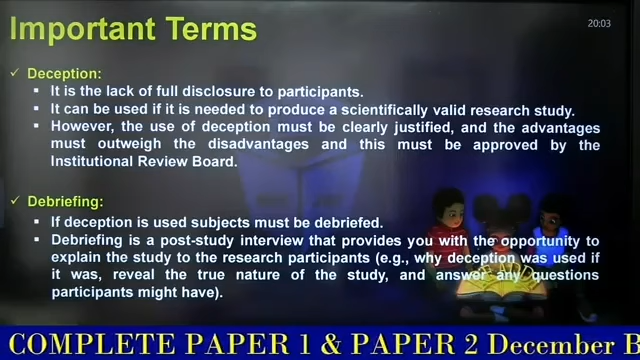 Important Terms
20:03
✓ Deception:
▪ It is the lack of full disclosure to participants.
▪ It can be used if it is needed to produce a scientifically valid research study.
▪ However, the use of deception must be clearly justified, and the advantages
must outweigh the disadvantages and this must be approved by the
Institutional Review Board.
✓ Debriefing:
▪ If deception is used subjects must be debriefed.
▪ Debriefing is a post-study interview that provides you with the opportunity to
explain the study to the research participants (e.g., why deception was used if
it was, reveal the true nature of the study, and answer any questions
participants might have).
COMPLETE PAPER 1 & PAPER 2 December B